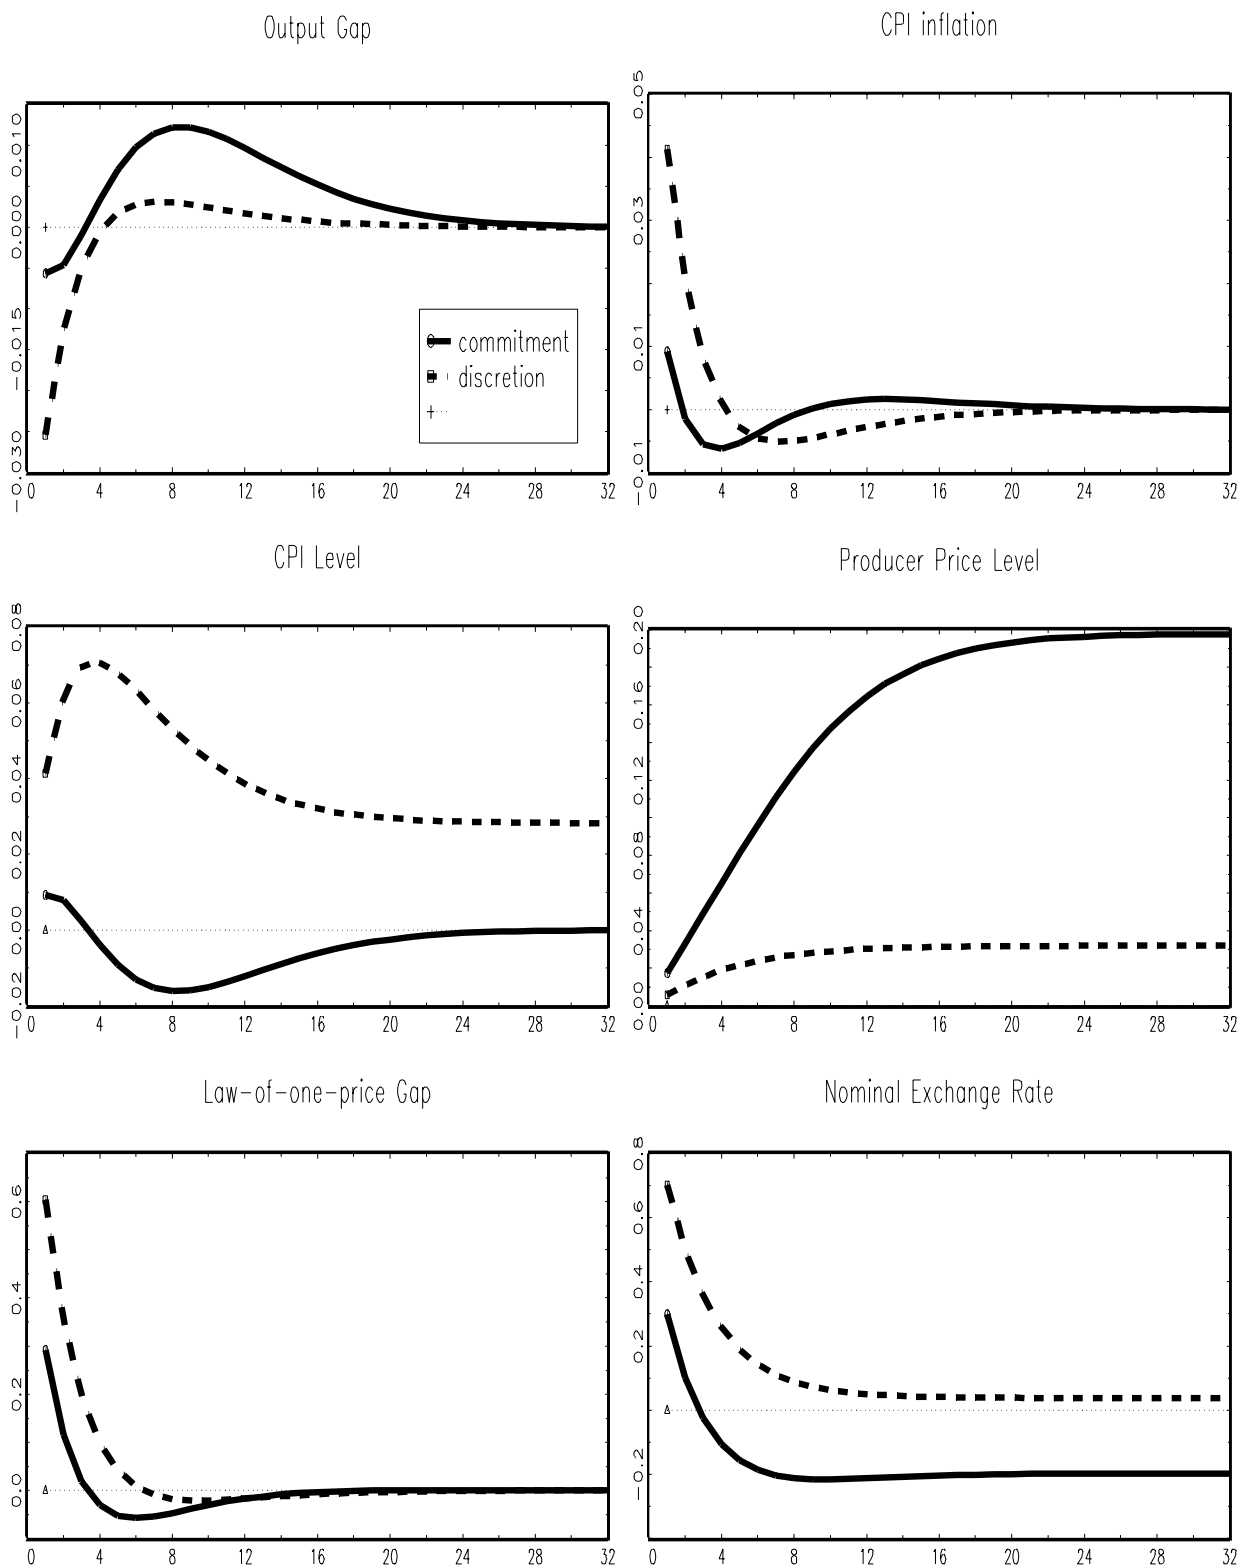 Output Gap
0.010
0.000
-0.015
-0.030
0 4 8 12 16 20 24 28 32
commitment
discretion
CPI inflation
0.05
0.03
0.01
-0.01
0 4 8 12 16 20 24 28 32
CPI Level
0.08
0.06
0.04
0.02
0.00
-0.02
0 4 8 12 16 20 24 28 32
Producer Price Level
0.20
0.16
0.12
0.08
0.04
0.0
0 4 8 12 16 20 24 28 32
Law-of-one-price Gap
0.6
0.4
0.2
0.0
0 4 8 12 16 20 24 28 32
Nominal Exchange Rate
0.8
0.6
0.4
0.2
-0.2
0 4 8 12 16 20 24 28 32